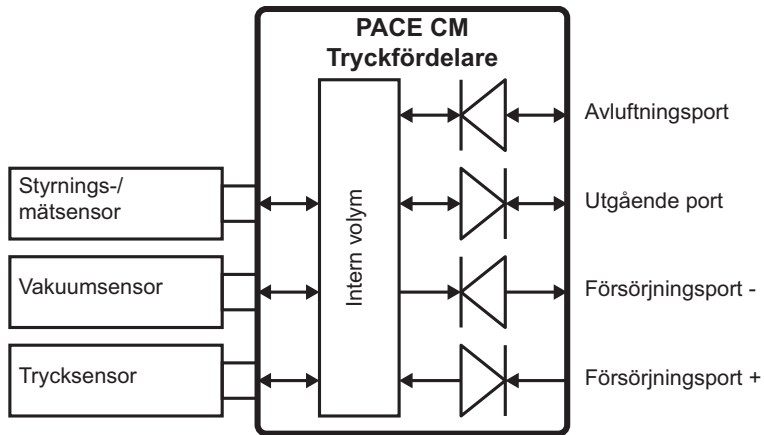 PACE CM
Tryckfördelare
Avluftningsport
Styrnings-/
mätsensor
Utgående port
Intern volym
Vakuumsensor
Försörjningsport -
Trycksensor
Försörjningsport +